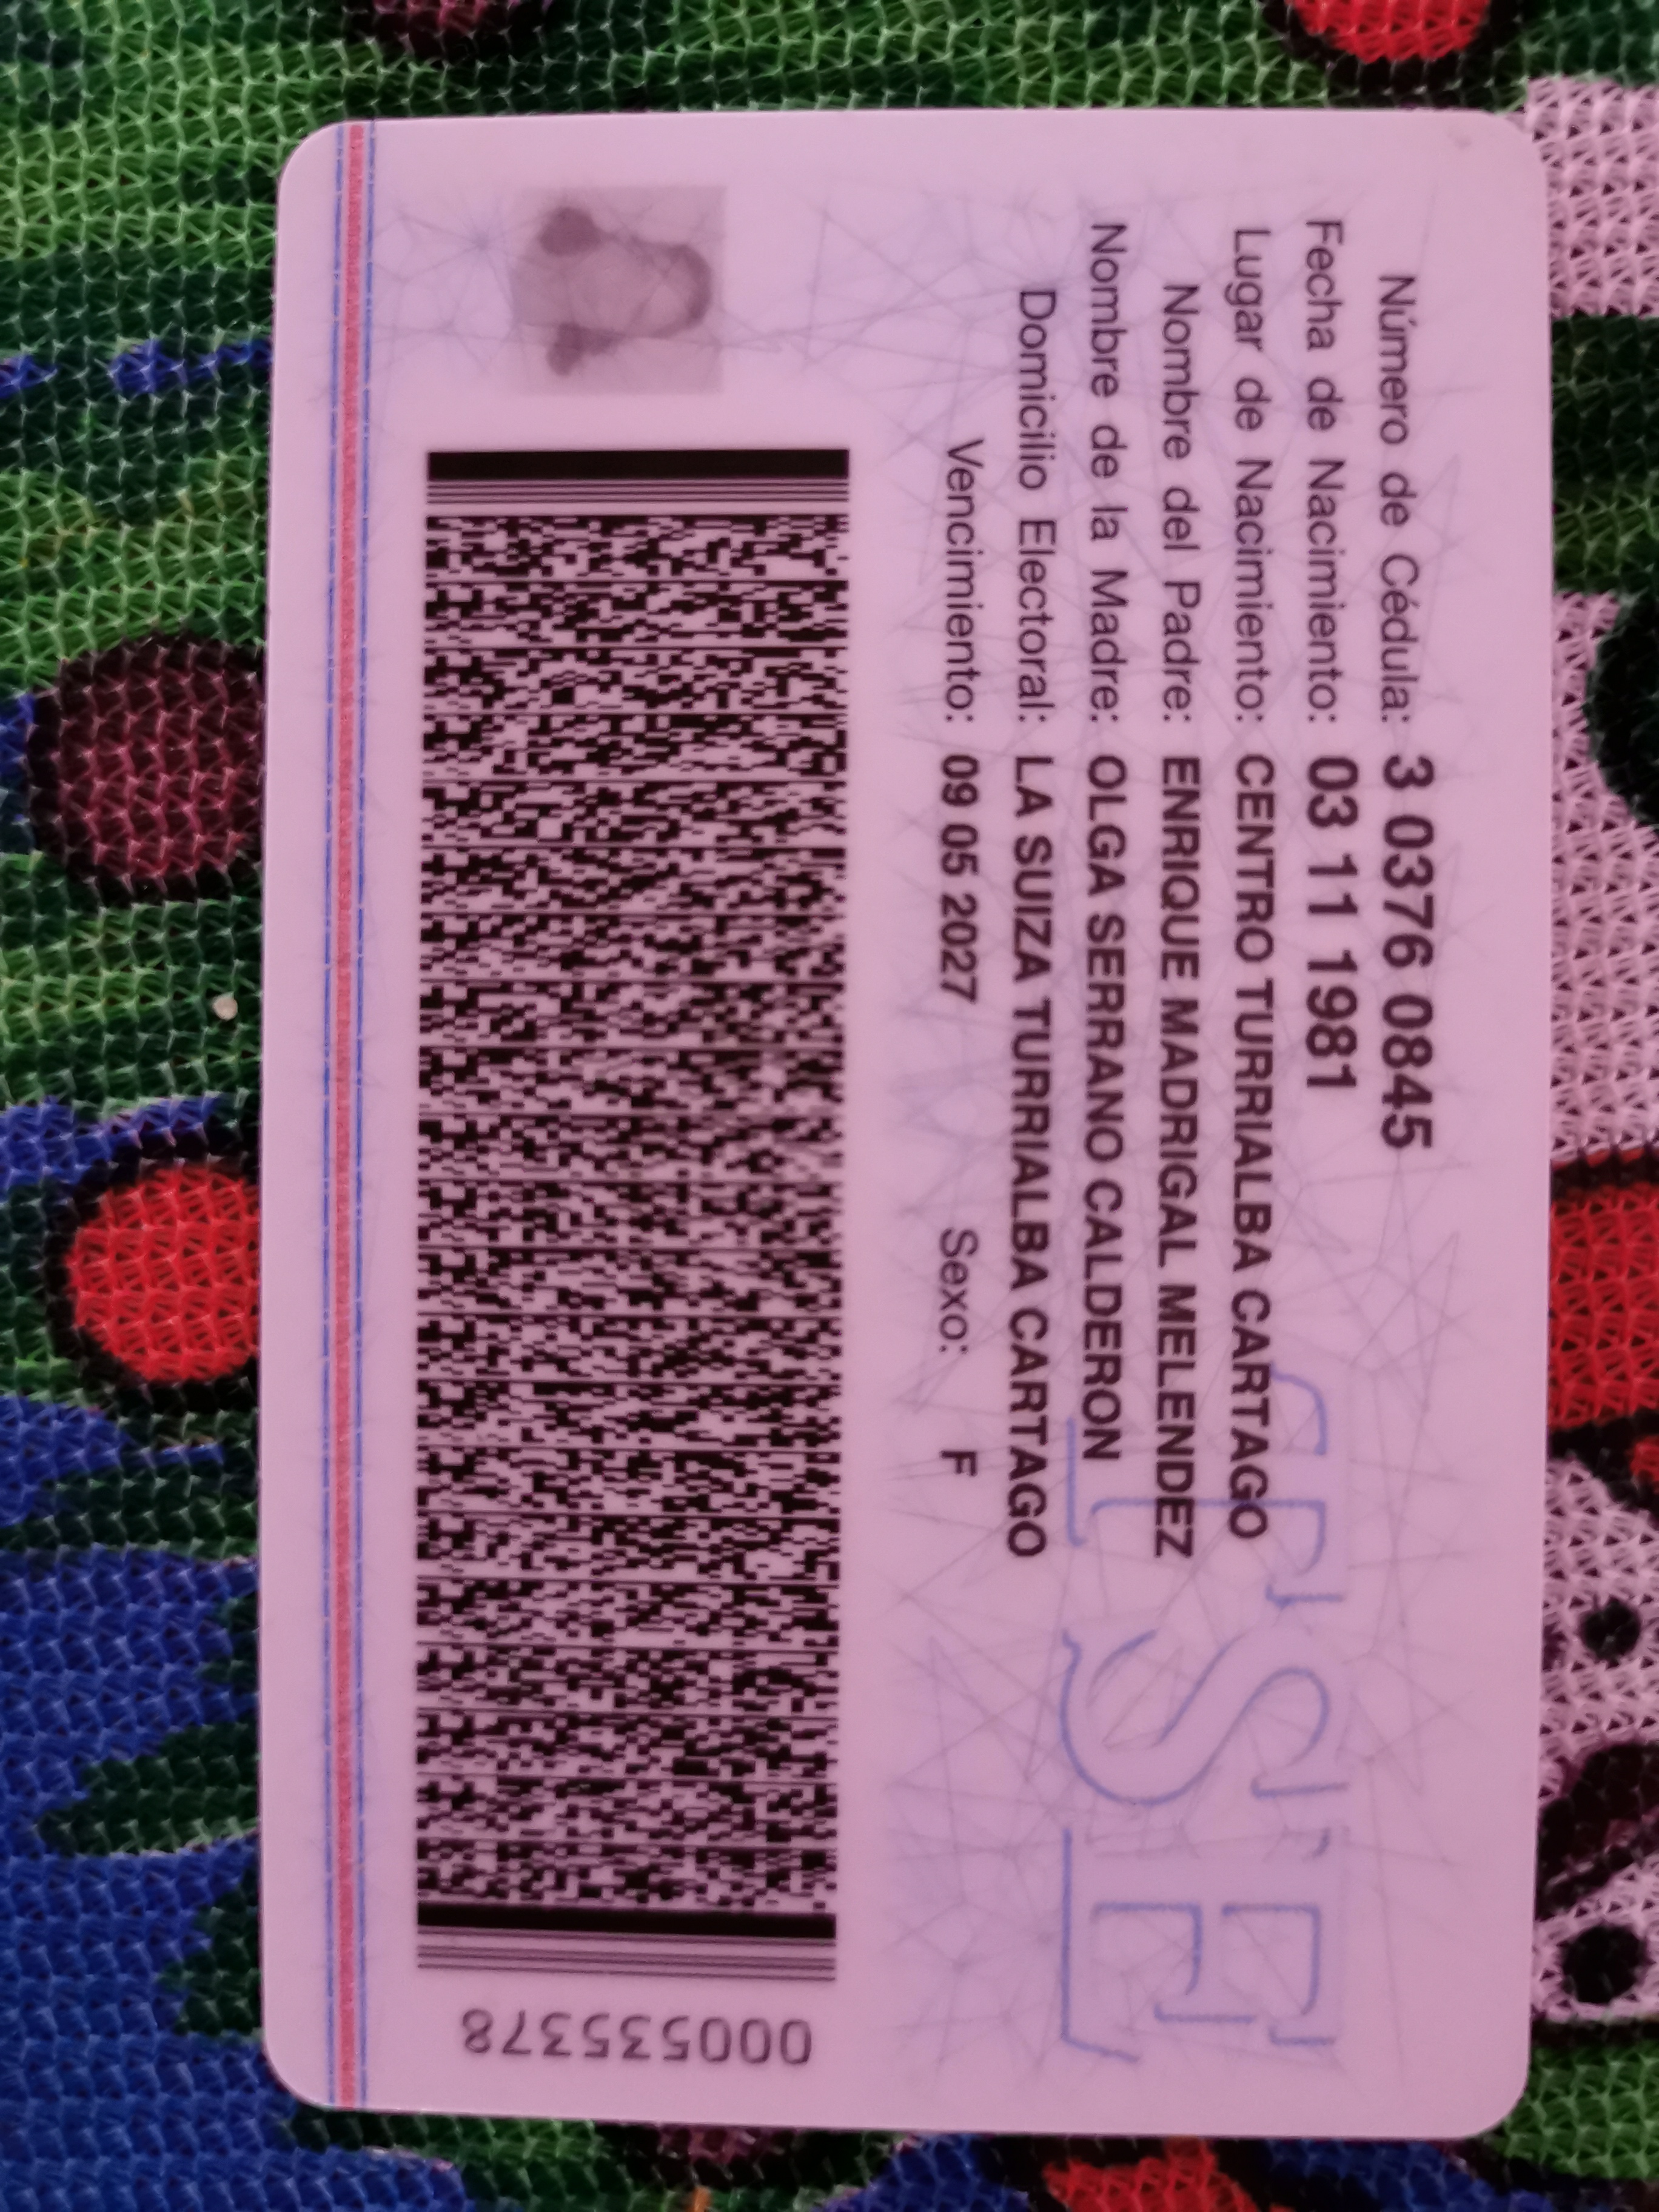 Número de Cédula: 3 0376 0845
Fecha de Nacimiento: 03 11 1981
Lugar de Nacimiento: CENTRO TURRIALBA CARTAGO
Nombre del Padre: ENRIQUE MADRIGAL MELENDEZ
Nombre de la Madre: OLGA SERRANO CALDERON
Domicilio Electoral: LA SUIZA TURRIALBA CARTAGO
Vencimiento: 09 05 2027 Sexo: F
000535378